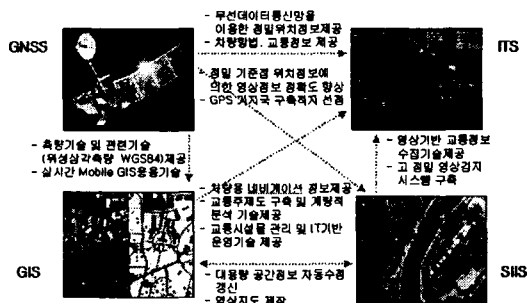 GNSS
- 무선데이터통신망을
이용한 정밀위치정보제공
- 차량항법, 교통정보 제공
ITS
- 정밀 기준점 위치정보에
의한 영상정보 정확도 향상
- GPS 기지국 구축적지 선정
- 측량기술 및 관련기술
(위성삼각측량 WGS84)제공
- 실시간 Mobile GIS운용기술
- 영상기반 교통정보
수집기술제공
- 고 정밀 영상검지
시스템 구축
- 차량용 네비게이션 정보제공
- 교통주제도 구축 및 계량적
분석 기술제공
- 교통시설물 관리 및 IT기반
운영기술 제공
GIS
SIIS
- 대용량 공간정보 자동수정
갱신
- 영상지도 제작